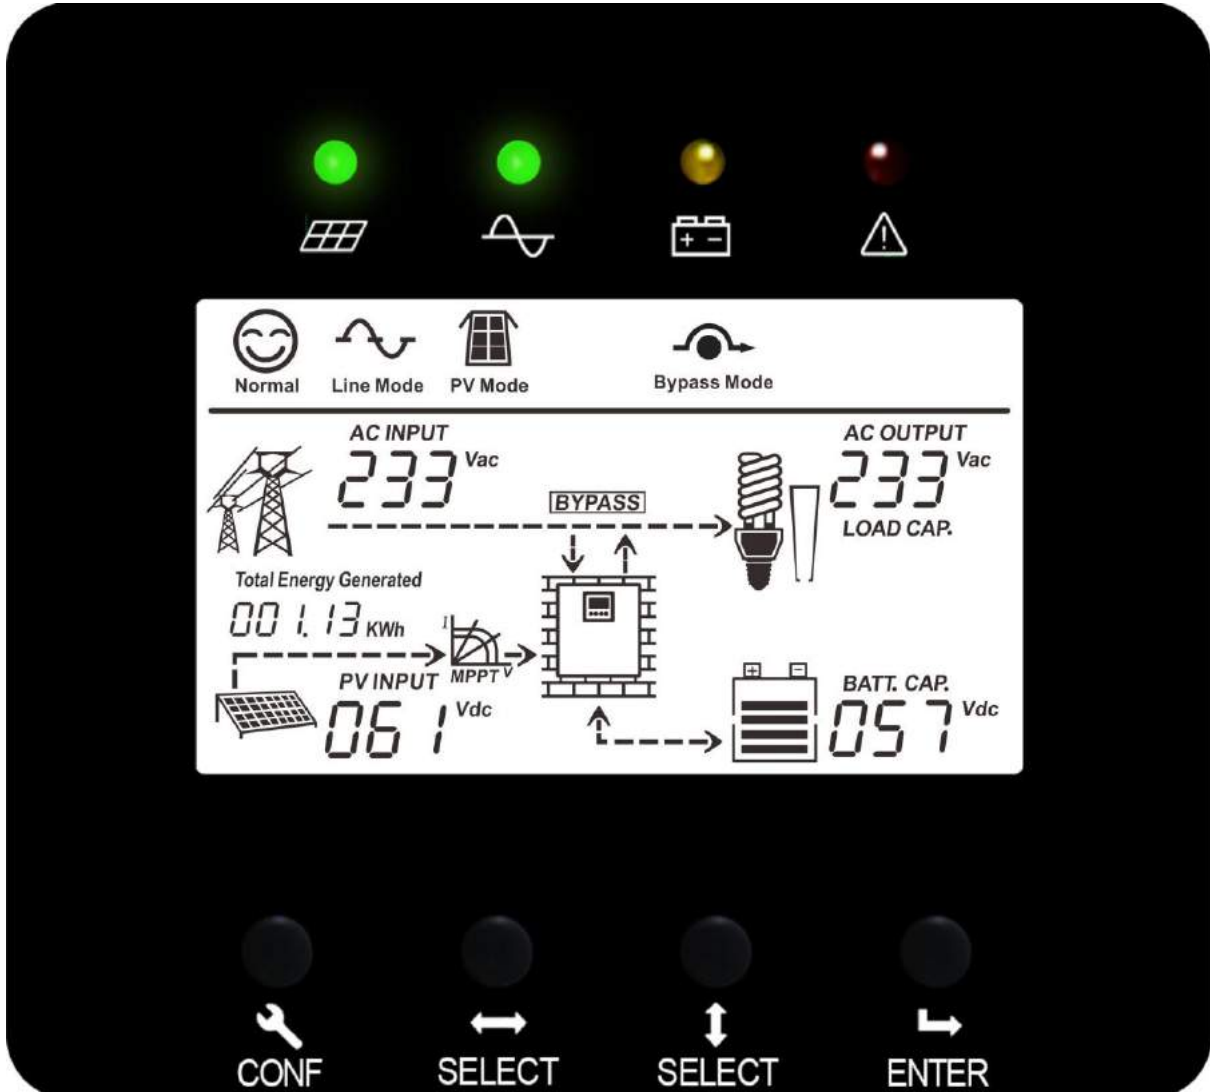 Normal
Line Mode
PV Mode
Bypass Mode
AC INPUT
233 Vac
BYPASS
AC OUTPUT
233 Vac
LOAD CAP.
Total Energy Generated
001.13 KWh
I
MPPT V
PV INPUT
061 Vdc
+ -
BATT. CAP.
057 Vdc
CONF
SELECT
SELECT
ENTER